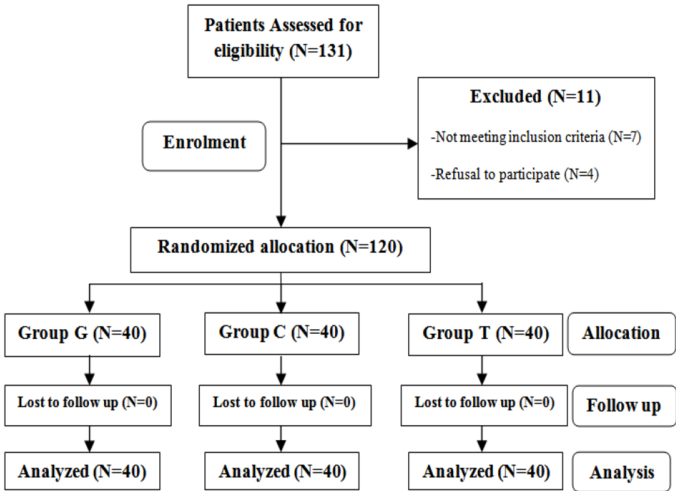 Patients Assessed for
eligibility (N=131)
Excluded (N=11)
-Not meeting inclusion criteria (N=7)
-Refusal to participate (N=4)
Enrolment
Randomized allocation (N=120)
Group G (N=40)
Group C (N=40)
Group T (N=40)
Allocation
Lost to follow up (N=0)
Lost to follow up (N=0)
Lost to follow up (N=0)
Follow up
Analyzed (N=40)
Analyzed (N=40)
Analyzed (N=40)
Analysis